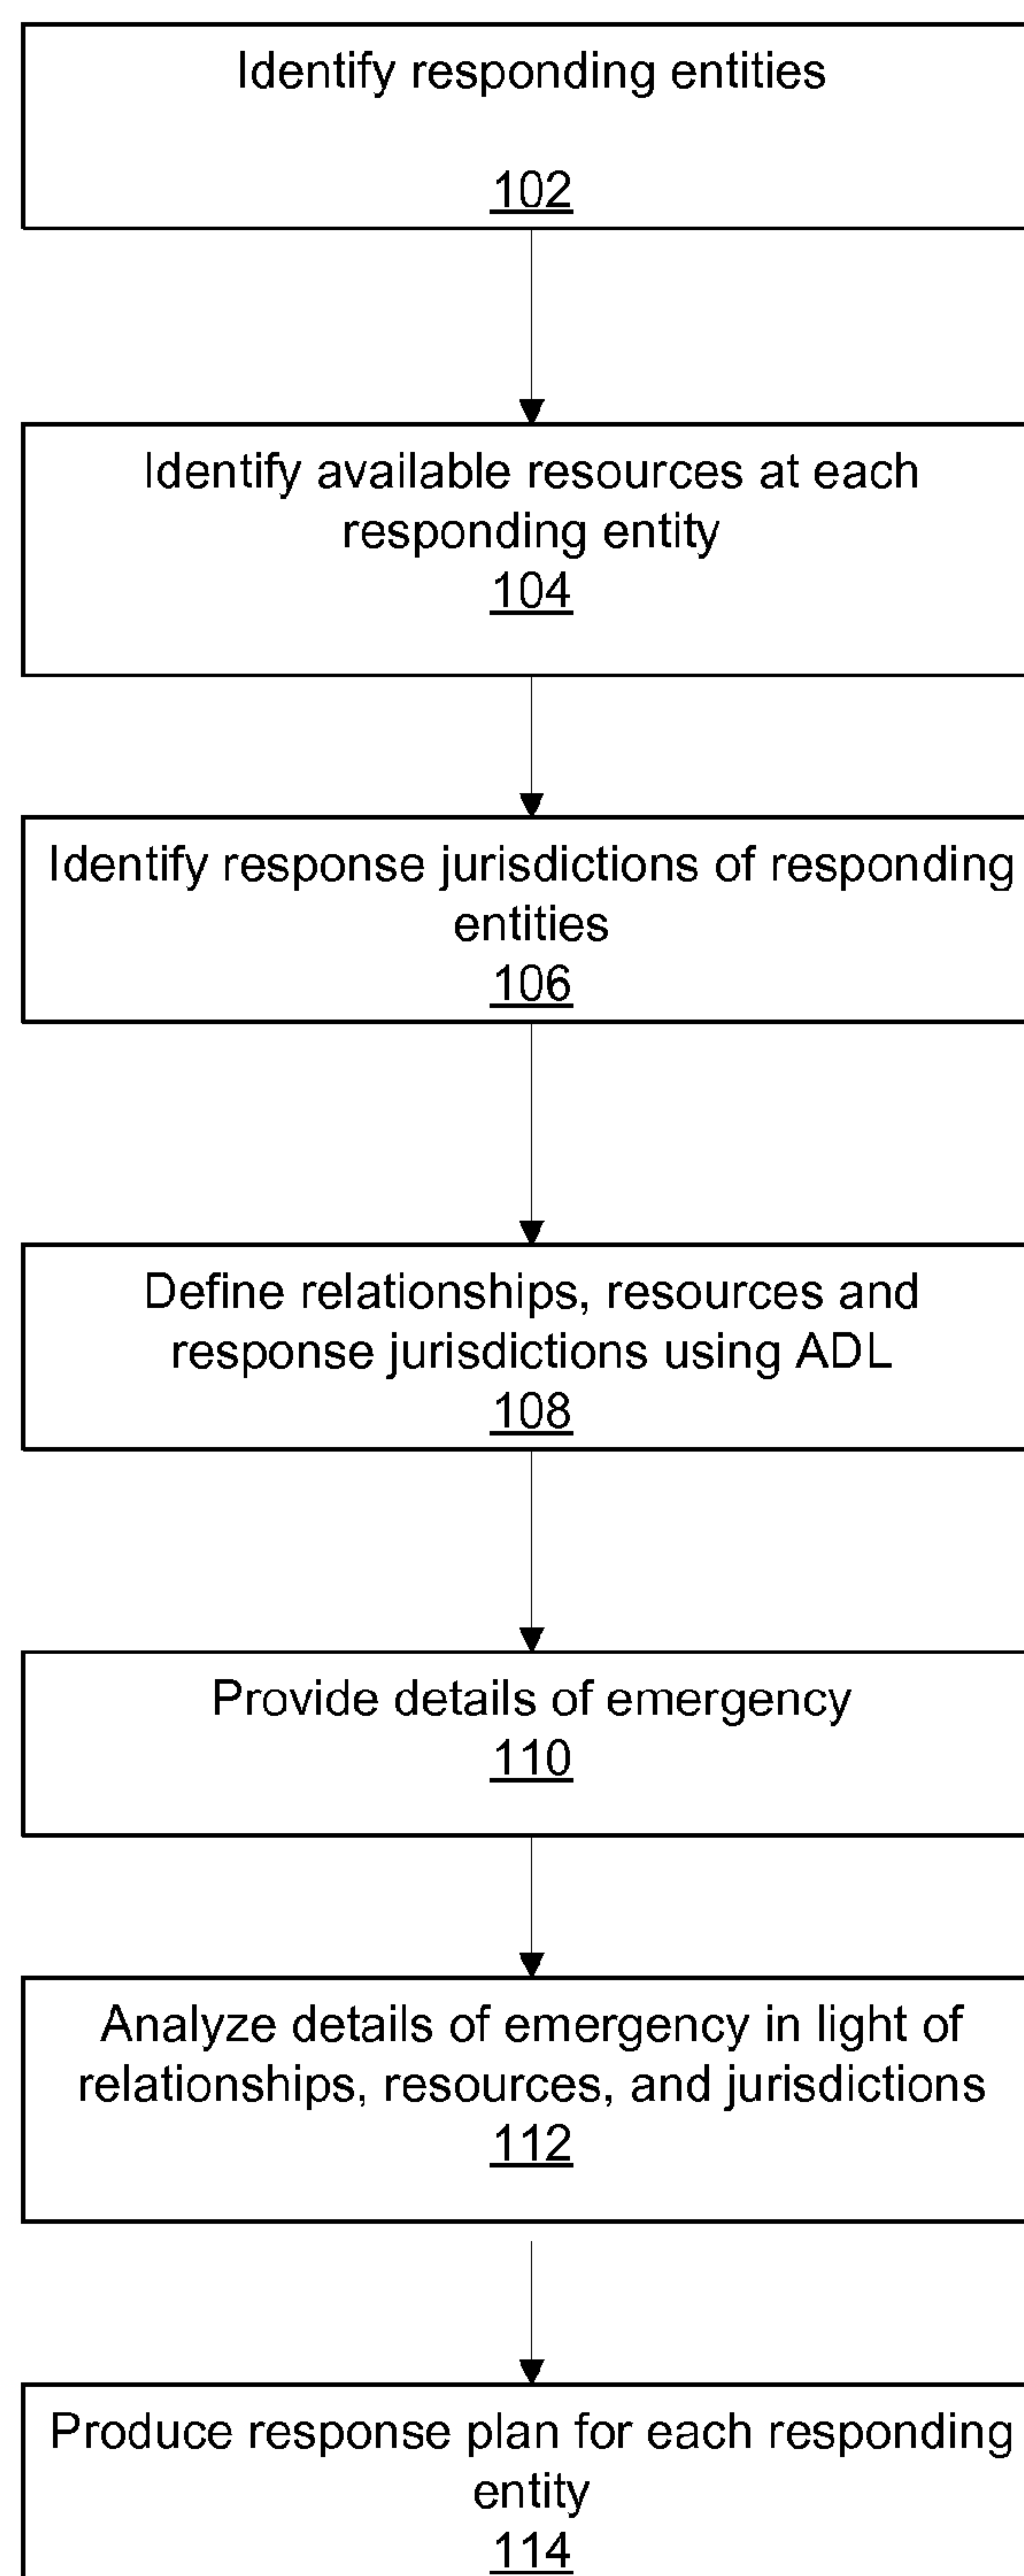 Identify responding entities
102
Identify available resources at each
responding entity
104
Identify response jurisdictions of responding
entities
106
Define relationships, resources and
response jurisdictions using ADL
108
Provide details of emergency
110
Analyze details of emergency in light of
relationships, resources, and jurisdictions
112
Produce response plan for each responding
entity
114